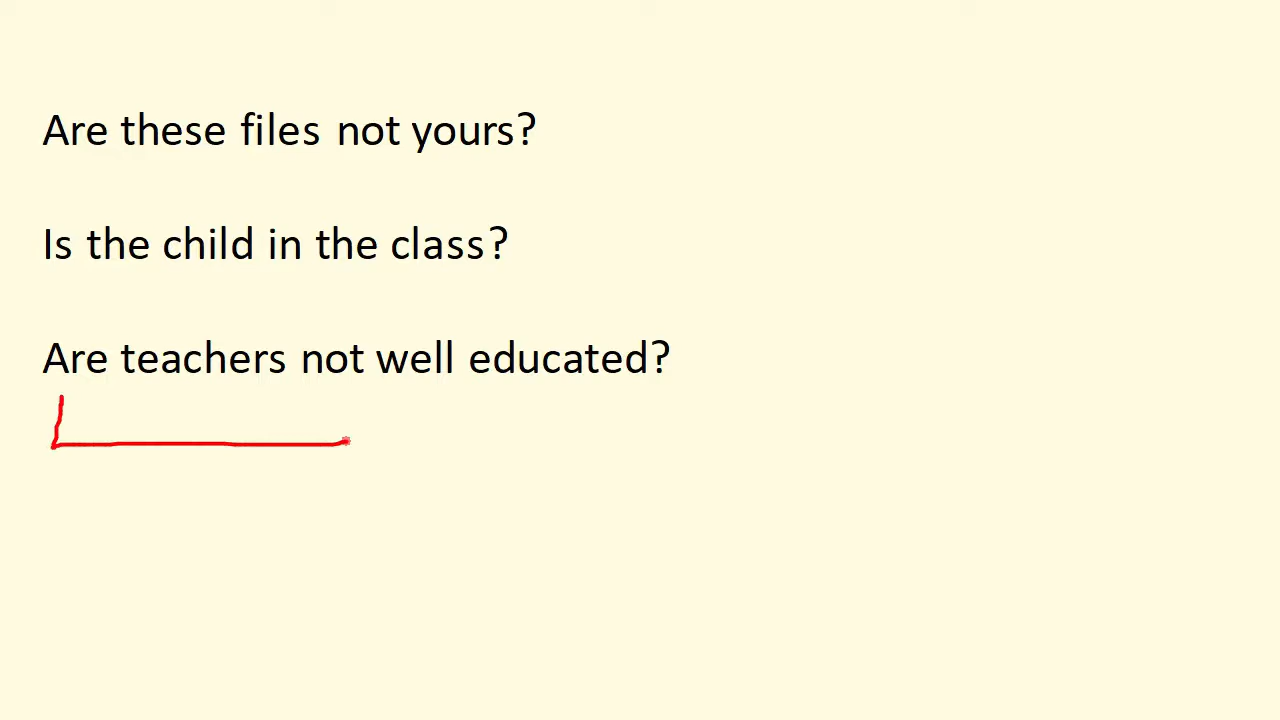 Are these files not yours?
Is the child in the class?
Are teachers not well educated?